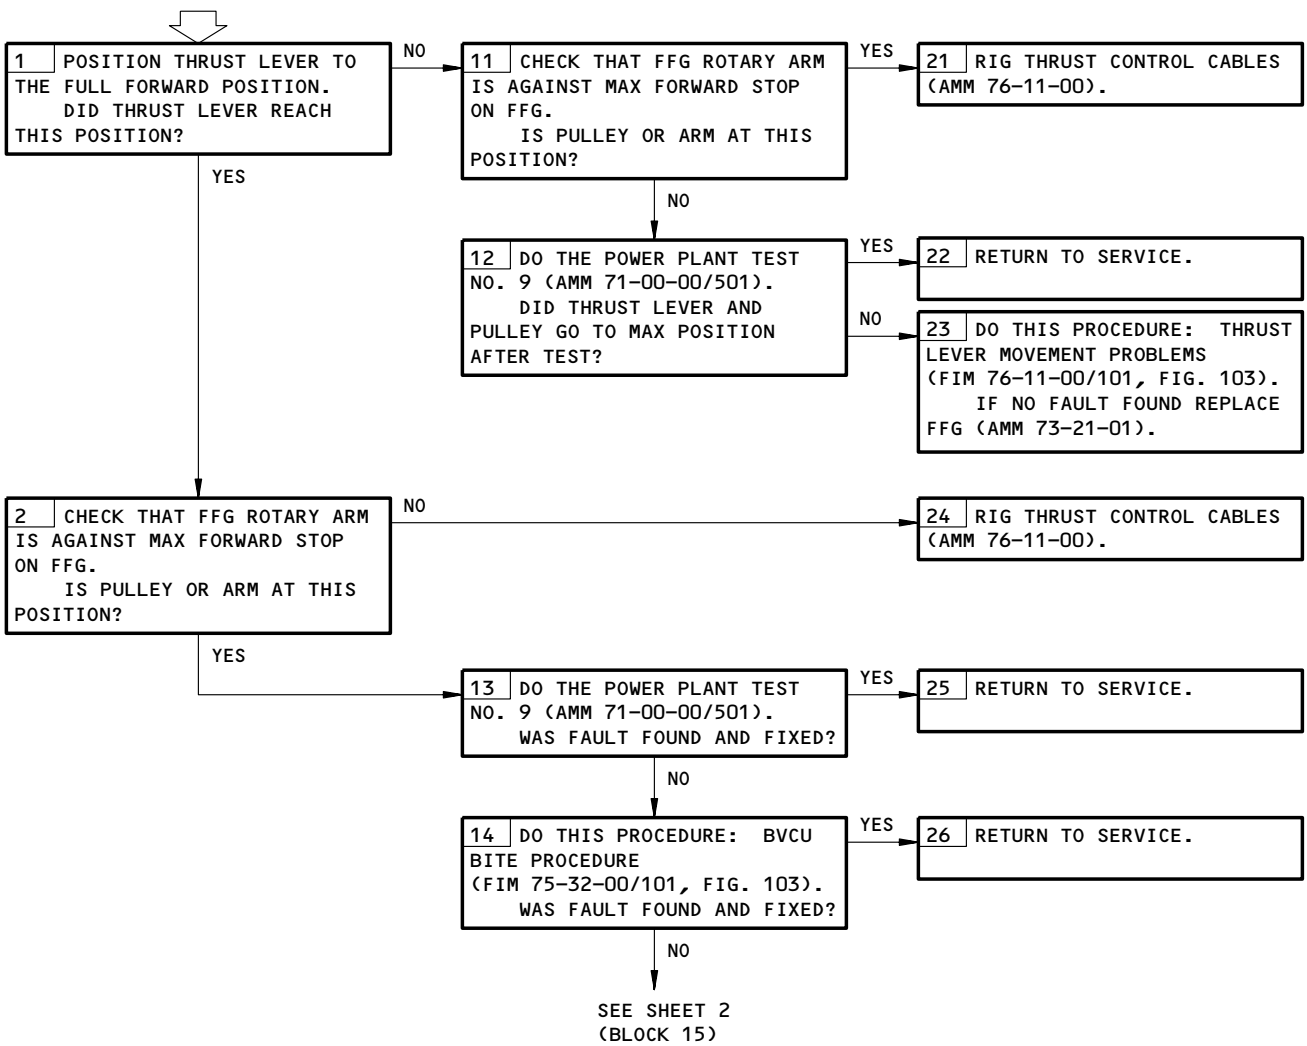 1 POSITION THRUST LEVER TO
THE FULL FORWARD POSITION.
DID THRUST LEVER REACH
THIS POSITION?
NO
YES
11 CHECK THAT FFG ROTARY ARM
IS AGAINST MAX FORWARD STOP
ON FFG.
IS PULLEY OR ARM AT THIS
POSITION?
YES
NO
21 RIG THRUST CONTROL CABLES
(AMM 76-11-00).
12 DO THE POWER PLANT TEST
NO. 9 (AMM 71-00-00/501).
DID THRUST LEVER AND
PULLEY GO TO MAX POSITION
AFTER TEST?
YES
NO
22 RETURN TO SERVICE.
23 DO THIS PROCEDURE: THRUST
LEVER MOVEMENT PROBLEMS
(FIM 76-11-00/101, FIG. 103).
IF NO FAULT FOUND REPLACE
FFG (AMM 73-21-01).
2 CHECK THAT FFG ROTARY ARM
IS AGAINST MAX FORWARD STOP
ON FFG.
IS PULLEY OR ARM AT THIS
POSITION?
NO
YES
24 RIG THRUST CONTROL CABLES
(AMM 76-11-00).
13 DO THE POWER PLANT TEST
NO. 9 (AMM 71-00-00/501).
WAS FAULT FOUND AND FIXED?
YES
NO
25 RETURN TO SERVICE.
14 DO THIS PROCEDURE: BVCU
BITE PROCEDURE
(FIM 75-32-00/101, FIG. 103).
WAS FAULT FOUND AND FIXED?
YES
NO
26 RETURN TO SERVICE.
SEE SHEET 2
(BLOCK 15)